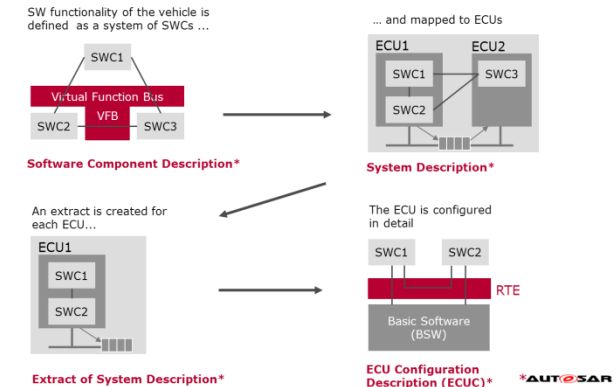 SW functionality of the vehicle is
defined as a system of SWCs ...
SWC1
Virtual Function Bus
VFB
SWC2
SWC3
Software Component Description*
... and mapped to ECUs
ECU1
ECU2
SWC1
SWC3
SWC2
System Description*
An extract is created for
each ECU...
ECU1
SWC1
SWC2
Extract of System Description*
The ECU is configured
in detail
SWC1
SWC2
RTE
Basic Software
(BSW)
ECU Configuration
Description (ECUC)*
*AUTOSAR